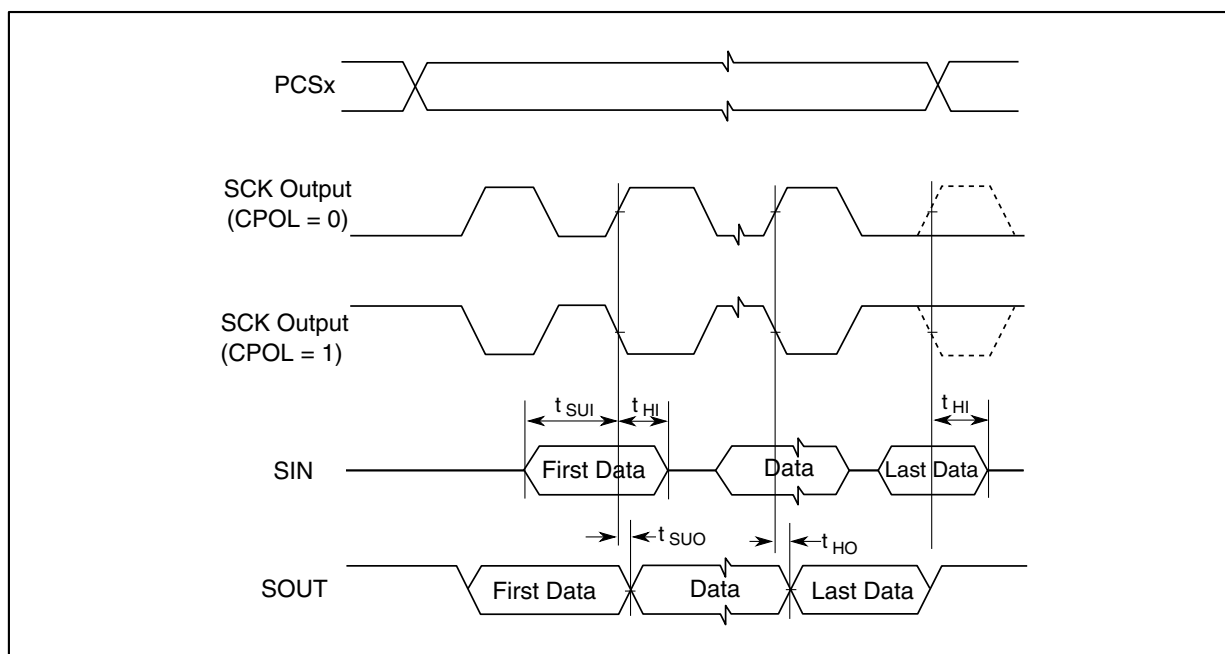 PCSx
SCK Output
(CPOL = 0)
SCK Output
(CPOL = 1)
t SUI
t HI
t HI
SIN
First Data
Data
Last Data
t SUO
t HO
SOUT
First Data
Data
Last Data